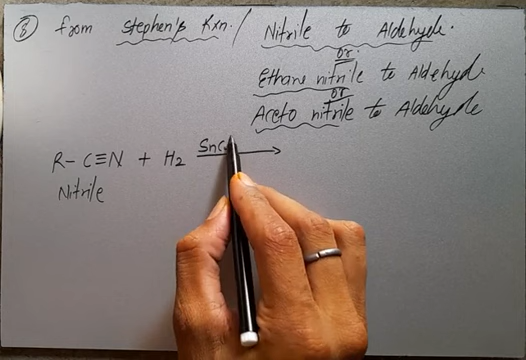 ⑧ from Stephen's Rxn. / Nitrile to Aldehyde.
or.
Ethane nitrile to Aldehyde
or
Aceto nitrile to Aldehyde
SnC
R-C≡N + H2 →
Nitrile